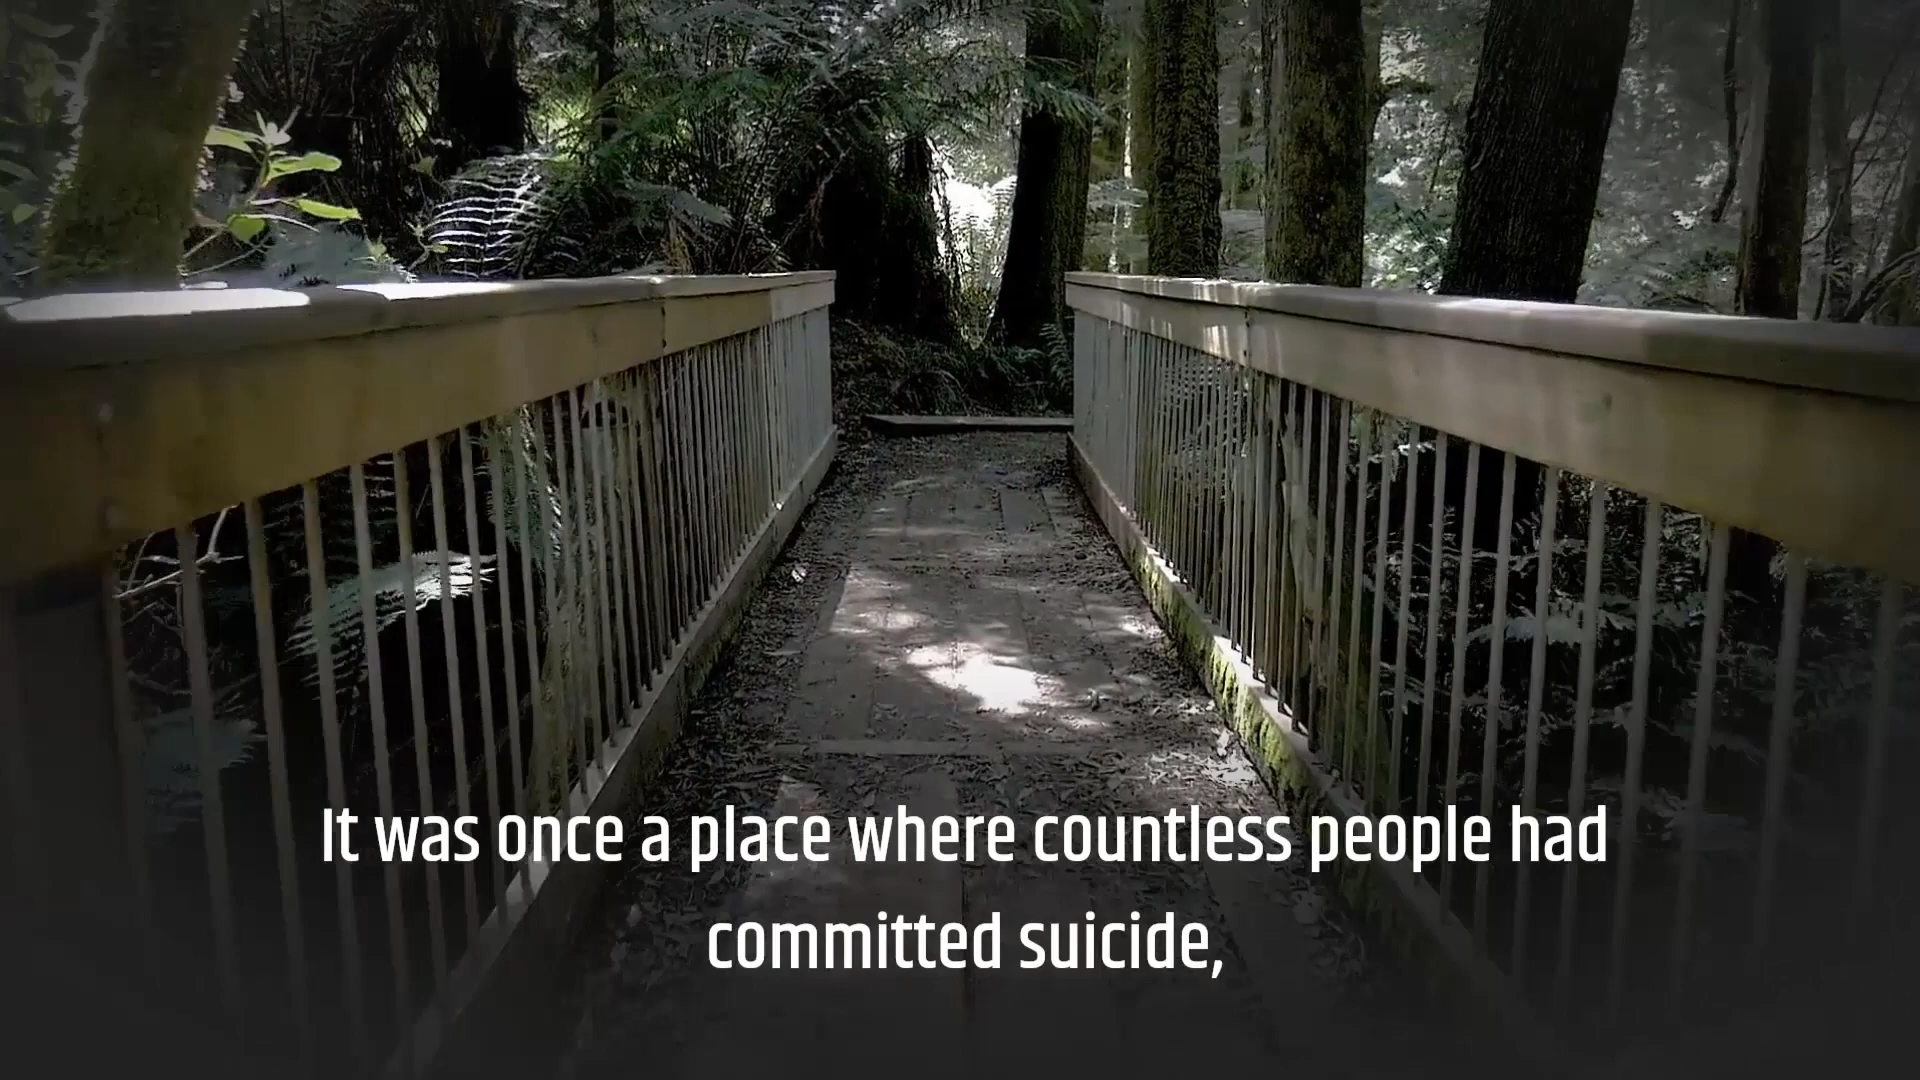 It was once a place where countless people had
committed suicide,